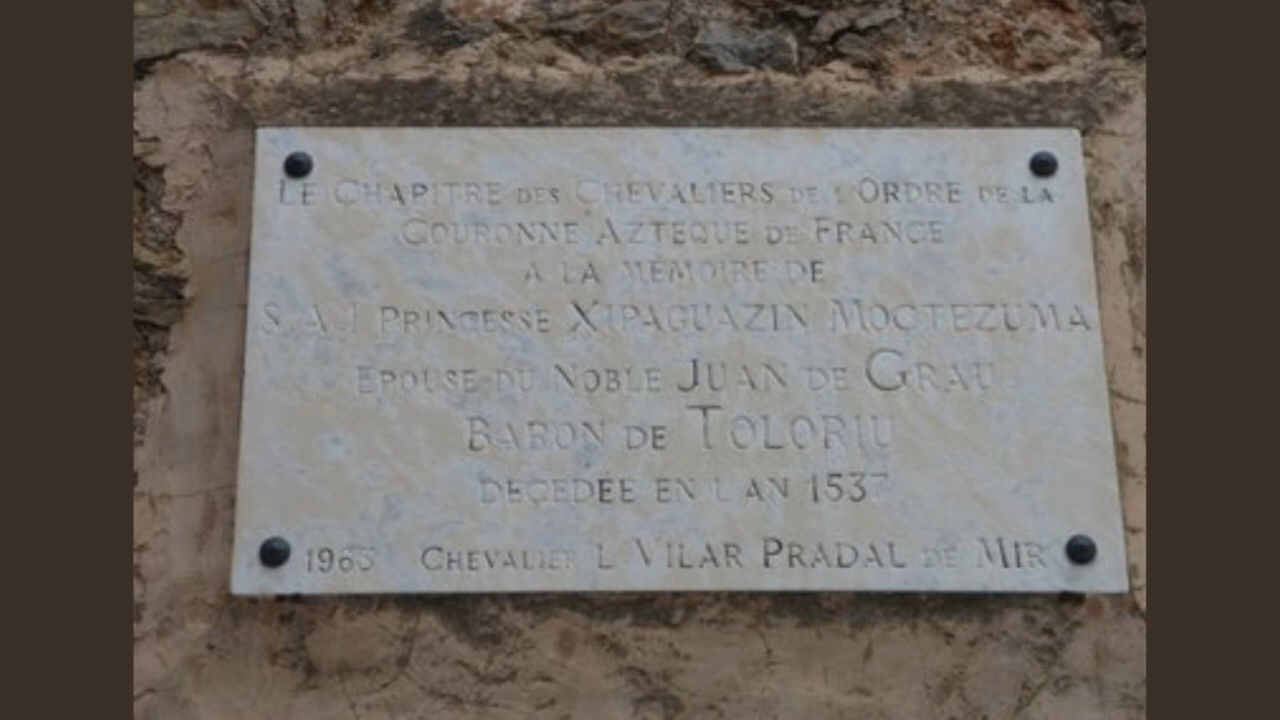 LE CHAPITRE DES CHEVALIERS DE L'ORDRE DE LA
COURONNE AZTEQUE DE FRANCE
A LA MÉMOIRE DE
S. A. I PRINCESSE XIPAGUAZIN MOCTEZUMA
EPOUSE DU NOBLE JUAN DE GRAU
BARON DE TOLORIU
DECEDÉE EN L'AN 1537
1963 CHEVALIER L VILAR PRADAL DE MIR